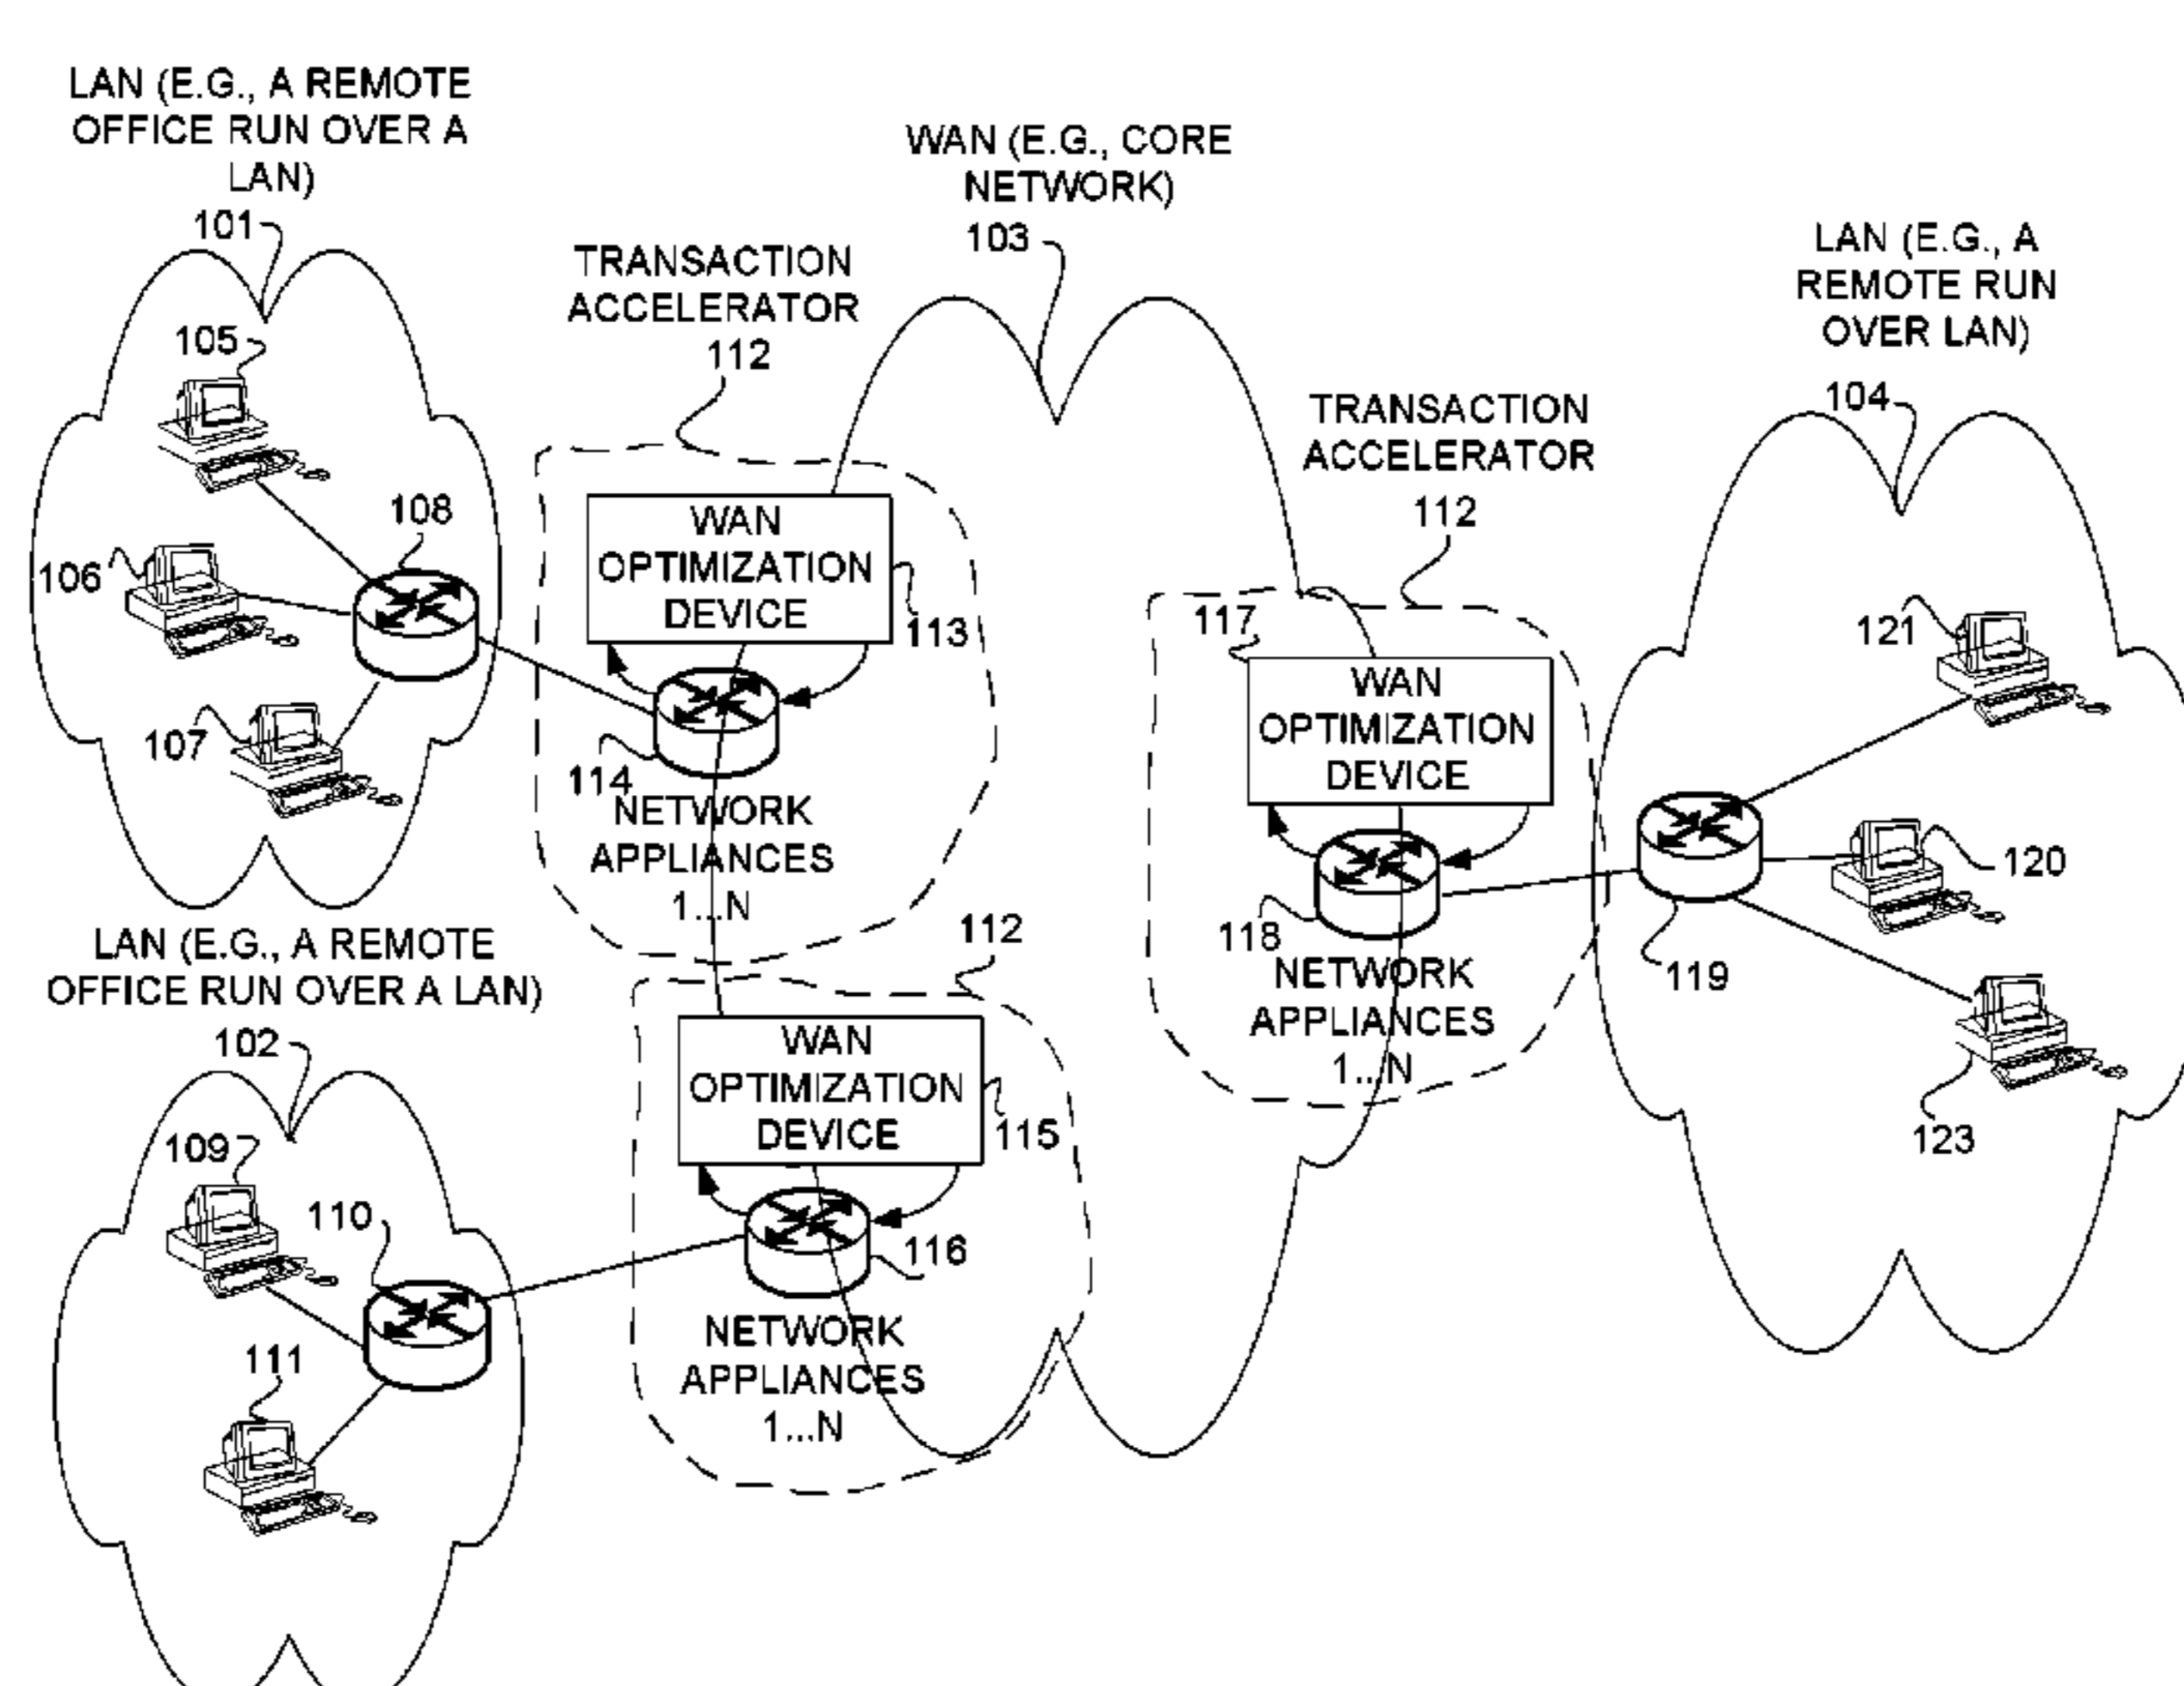 LAN (E.G., A REMOTE
OFFICE RUN OVER A
LAN)
101
105
106
107
108
TRANSACTION
ACCELERATOR
112
WAN
OPTIMIZATION
DEVICE
113
114
NETWORK
APPLIANCES
1...N
WAN (E.G., CORE
NETWORK)
103
TRANSACTION
ACCELERATOR
112
117
WAN
OPTIMIZATION
DEVICE
118
NETWORK
APPLIANCES
1...N
LAN (E.G., A
REMOTE RUN
OVER LAN)
104
121
120
119
123
LAN (E.G., A REMOTE
OFFICE RUN OVER A LAN)
102
109
110
111
112
WAN
OPTIMIZATION
DEVICE
115
116
NETWORK
APPLIANCES
1...N